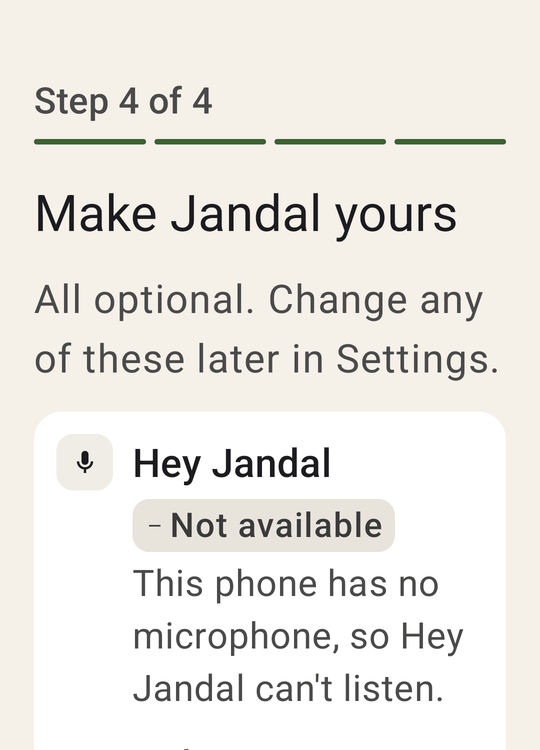 Step 4 of 4
Make Jandal yours
All optional. Change any
of these later in Settings.
Hey Jandal
– Not available
This phone has no
microphone, so Hey
Jandal can't listen.